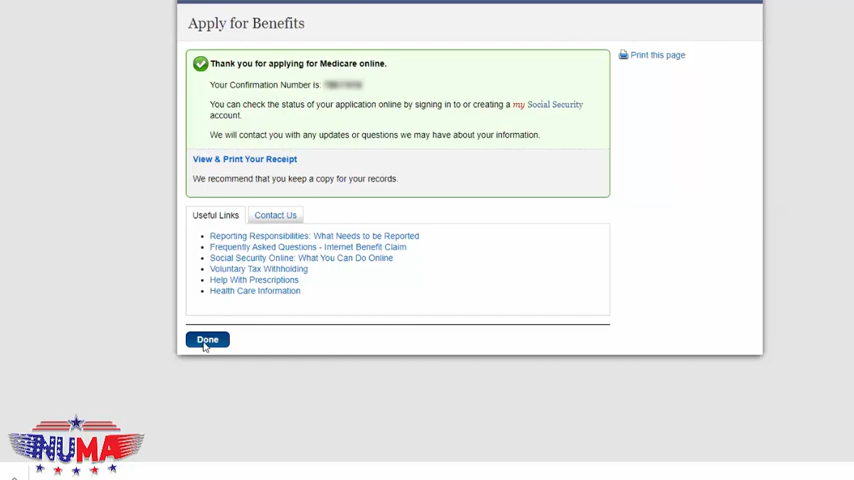 Apply for Benefits
Thank you for applying for Medicare online.
Print this page
Your Confirmation Number is:
You can check the status of your application online by signing in to or creating a my Social Security
account.
We will contact you with any updates or questions we may have about your information.
View & Print Your Receipt
We recommend that you keep a copy for your records.
Useful Links
Contact Us
Reporting Responsibilities: What Needs to be Reported
Frequently Asked Questions - Internet Benefit Claim
Social Security Online: What You Can Do Online
Voluntary Tax Withholding
Help With Prescriptions
Health Care Information
Done
NUMA